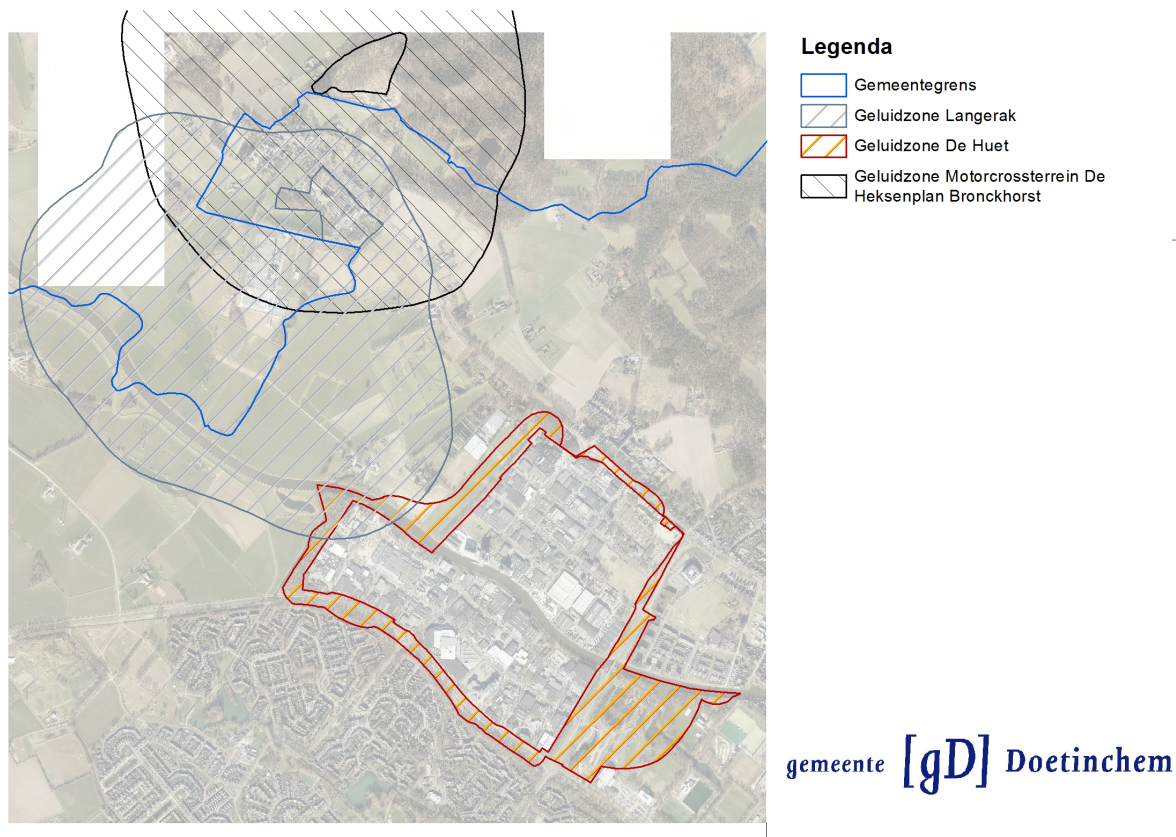 Legenda
Gemeentegrens
Geluidzone Langerak
Geluidzone De Huet
Geluidzone Motorcrossterrein De
Heksenplan Bronckhorst
gemeente [gD] Doetinchem